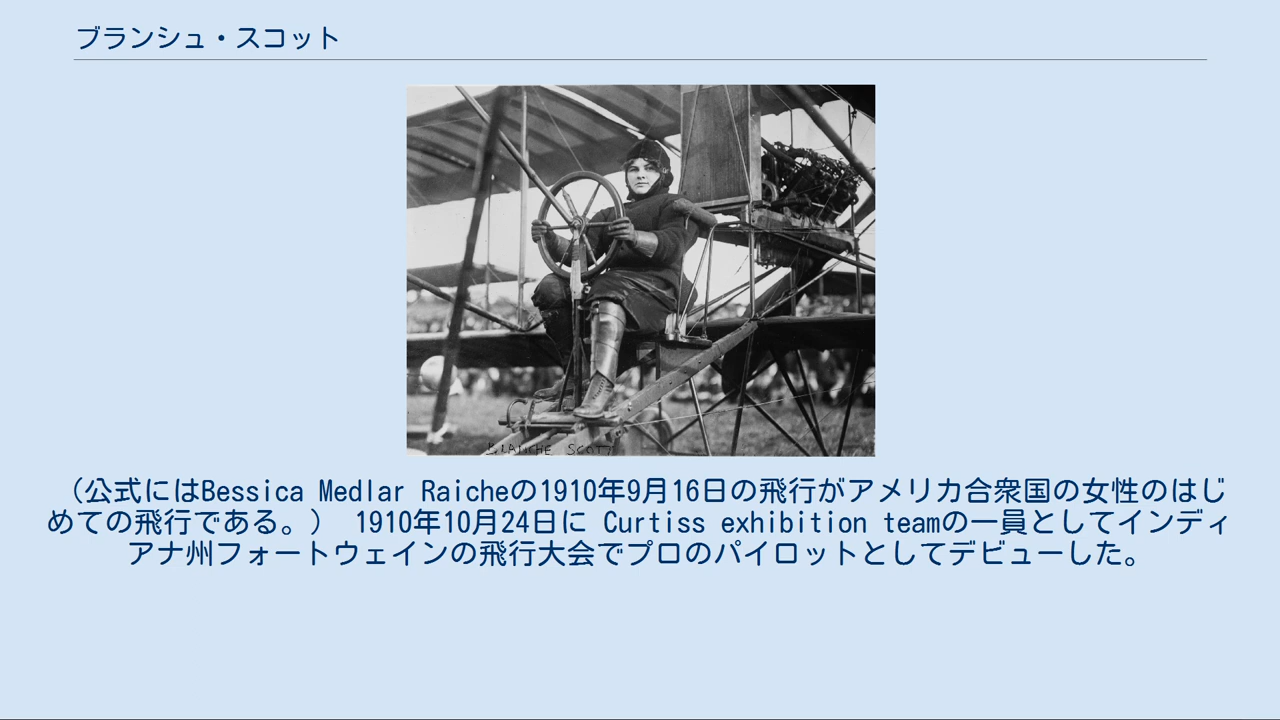 ブランシュ・スコット
BLANCHE SCOTT
（公式にはBessica Medlar Raicheの1910年9月16日の飛行がアメリカ合衆国の女性のはじ
めての飛行である。） 1910年10月24日に Curtiss exhibition teamの一員としてインディ
アナ州フォートウェインの飛行大会でプロのパイロットとしてデビューした。